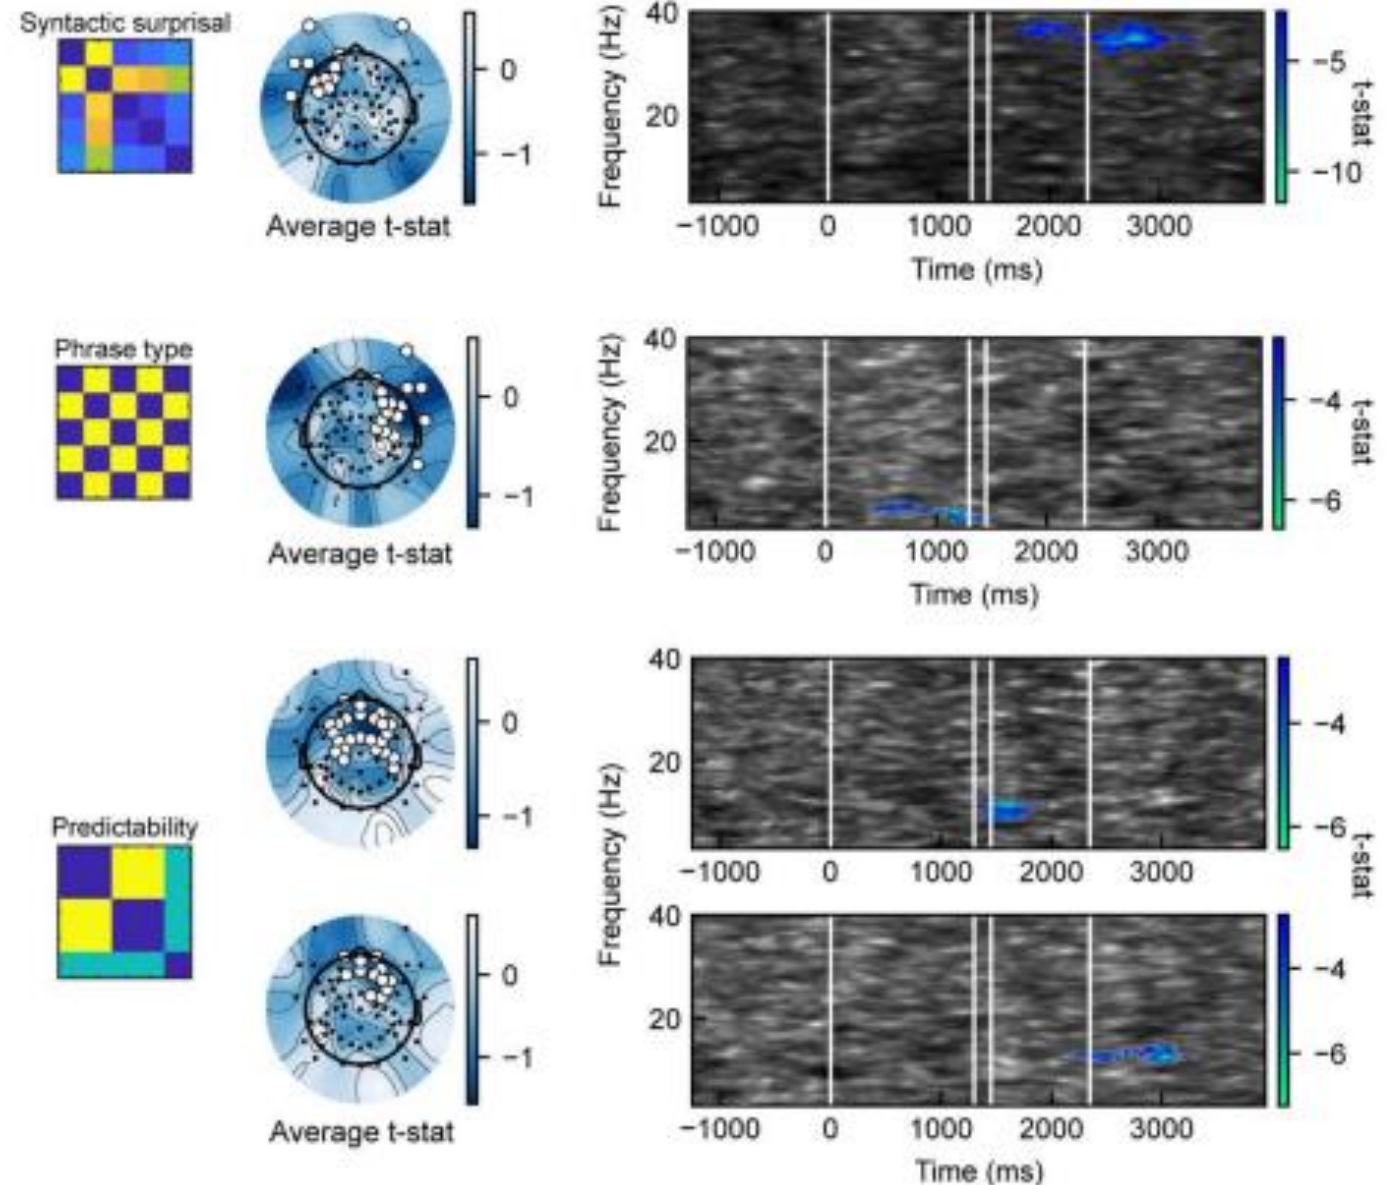 Syntactic surprisal
0
−1
Average t-stat
Frequency (Hz)
40
20
−1000 0 1000 2000 3000
Time (ms)
−5
−10
t-stat
Phrase type
0
−1
Average t-stat
Frequency (Hz)
40
20
−1000 0 1000 2000 3000
Time (ms)
−4
−6
t-stat
Predictability
0
−1
Frequency (Hz)
40
20
−1000 0 1000 2000 3000
−4
−6
t-stat
0
−1
Average t-stat
40
20
−1000 0 1000 2000 3000
Time (ms)
−4
−6